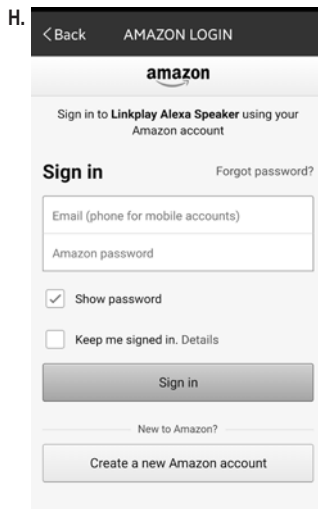 H.
<Back AMAZON LOGIN
amazon
Sign in to Linkplay Alexa Speaker using your
Amazon account
Sign in Forgot password?
Email (phone for mobile accounts)
Amazon password
Show password
Keep me signed in. Details
Sign in
New to Amazon?
Create a new Amazon account